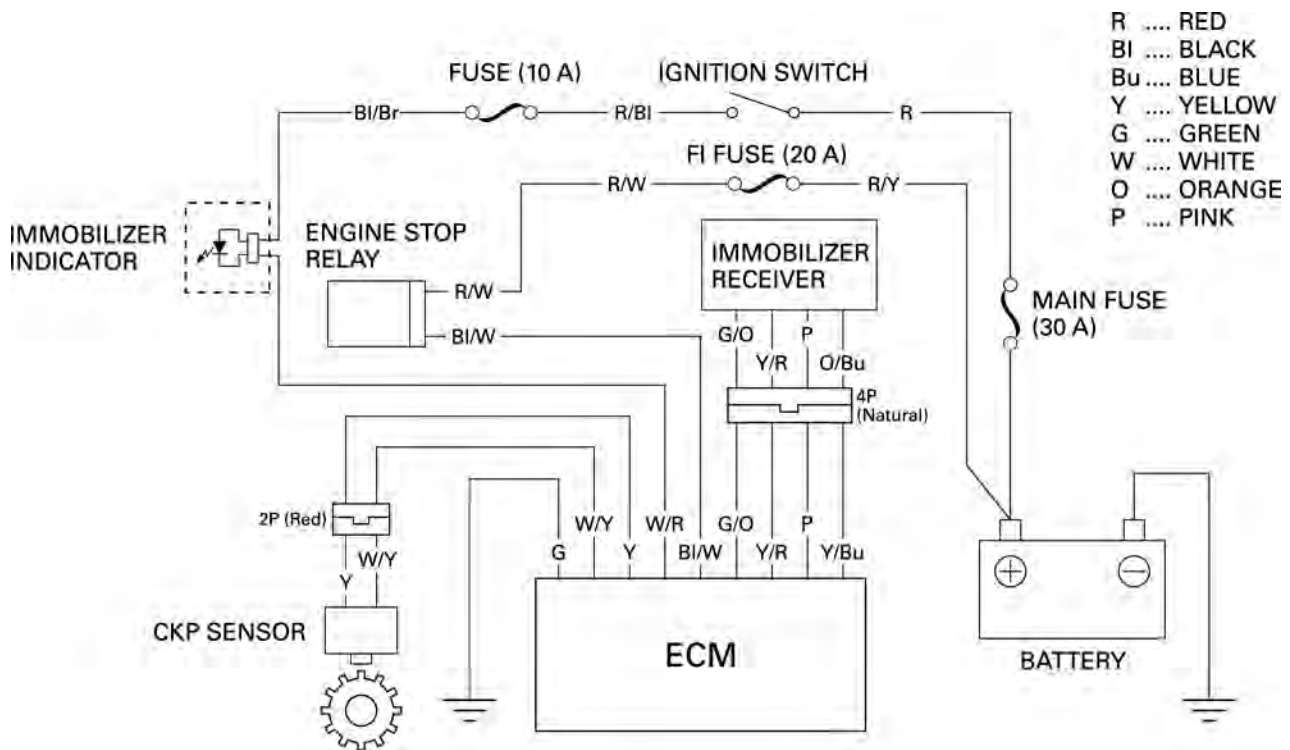 R .... RED
Bl .... BLACK
Bu .... BLUE
Y .... YELLOW
G .... GREEN
W .... WHITE
O .... ORANGE
P .... PINK
FUSE (10 A)
IGNITION SWITCH
Bl/Br
R/Bl
R
FI FUSE (20 A)
R/W
R/Y
IMMOBILIZER
INDICATOR
ENGINE STOP
RELAY
R/W
Bl/W
IMMOBILIZER
RECEIVER
MAIN FUSE
(30 A)
G/O
P
Y/R
O/Bu
4P
(Natural)
2P (Red)
W/Y
Y
W/Y
W/R
G/O
P
G
Y
Bl/W
Y/R
Y/Bu
CKP SENSOR
ECM
BATTERY